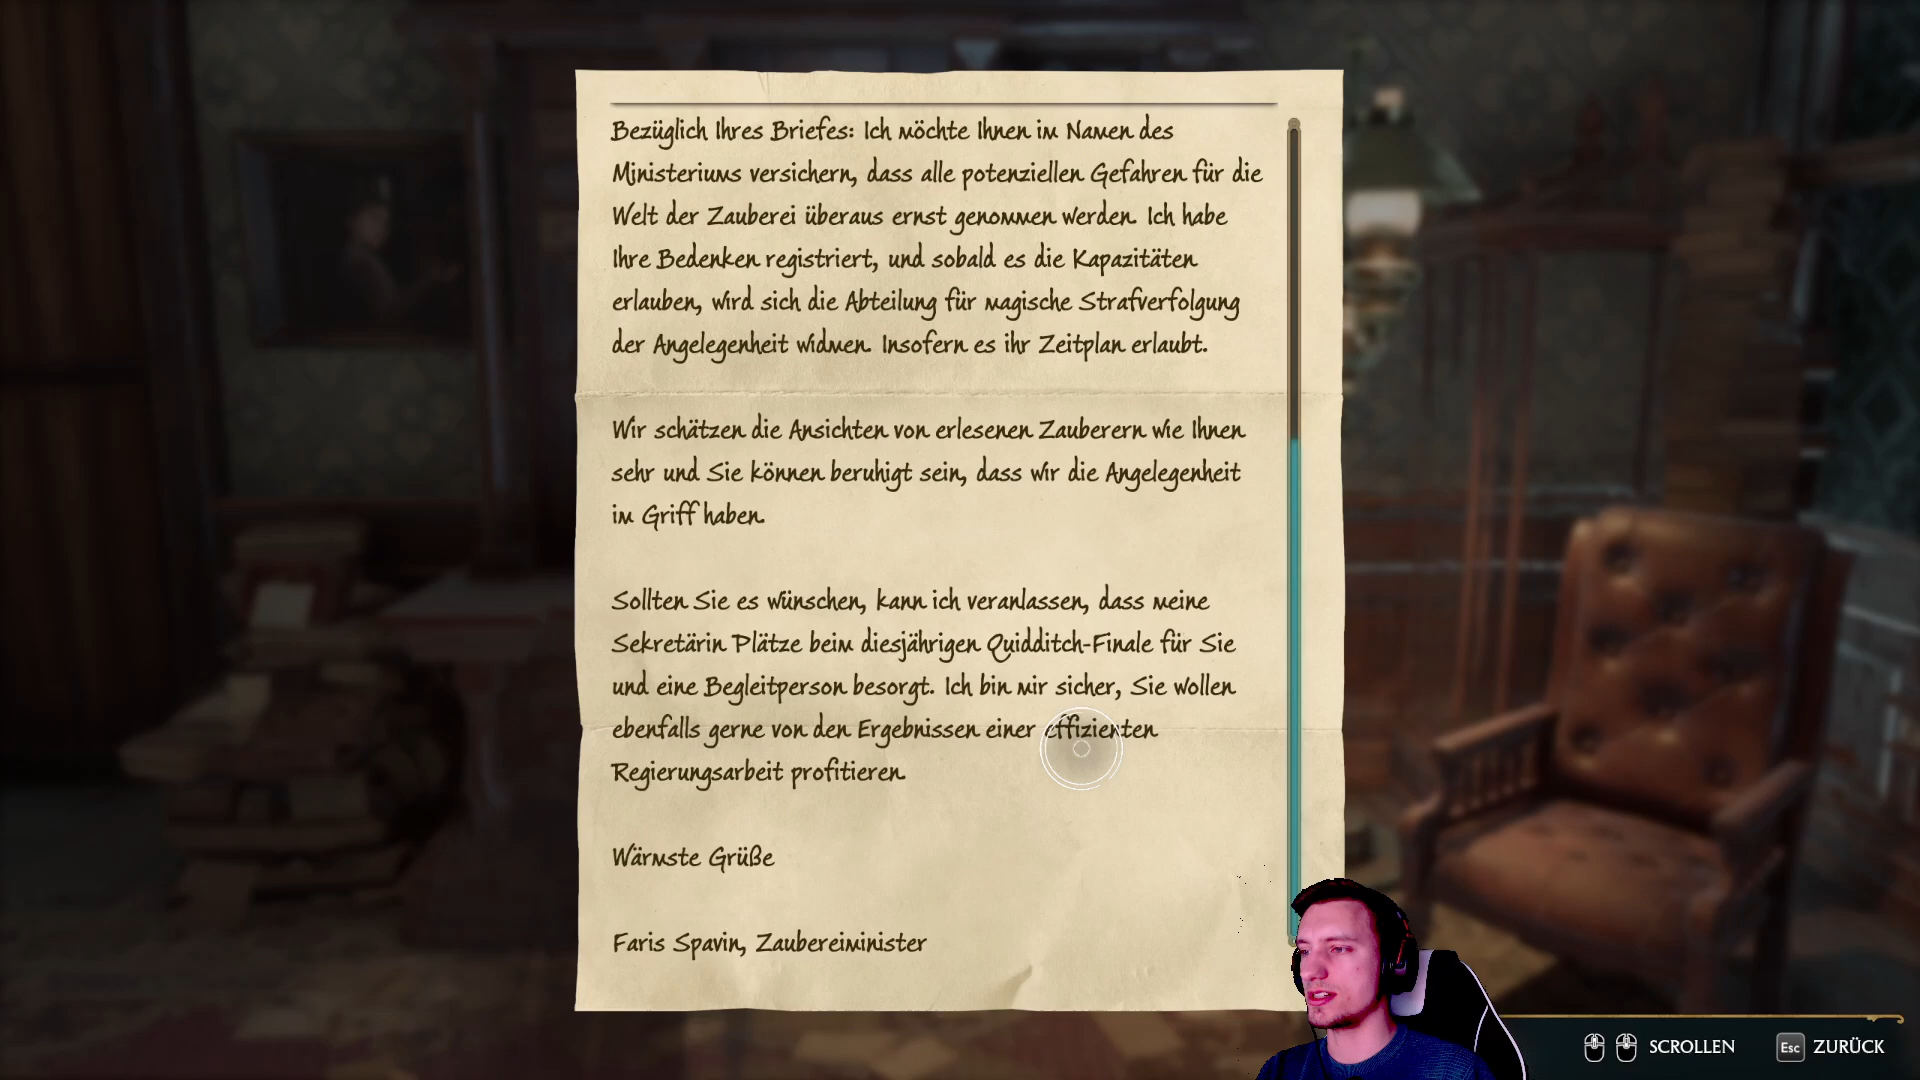 Bezüglich Ihres Briefes: Ich möchte Ihnen im Namen des
Ministeriums versichern, dass alle potenziellen Gefahren für die
Welt der Zauberei überaus ernst genommen werden. Ich habe
Ihre Bedenken registriert, und sobald es die Kapazitäten
erlauben, wird sich die Abteilung für magische Strafverfolgung
der Angelegenheit widmen. Insofern es ihr Zeitplan erlaubt.
Wir schätzen die Ansichten von erlesenen Zauberern wie Ihnen
sehr und Sie können beruhigt sein, dass wir die Angelegenheit
im Griff haben.
Sollten Sie es wünschen, kann ich veranlassen, dass meine
Sekretärin Plätze beim diesjährigen Quidditch-Finale für Sie
und eine Begleitperson besorgt. Ich bin mir sicher, Sie wollen
ebenfalls gerne von den Ergebnissen einer effizienten
Regierungsarbeit profitieren.
Wärmste Grüße
Faris Spavin, Zaubereiminister
SCROLLEN
Esc ZURÜCK